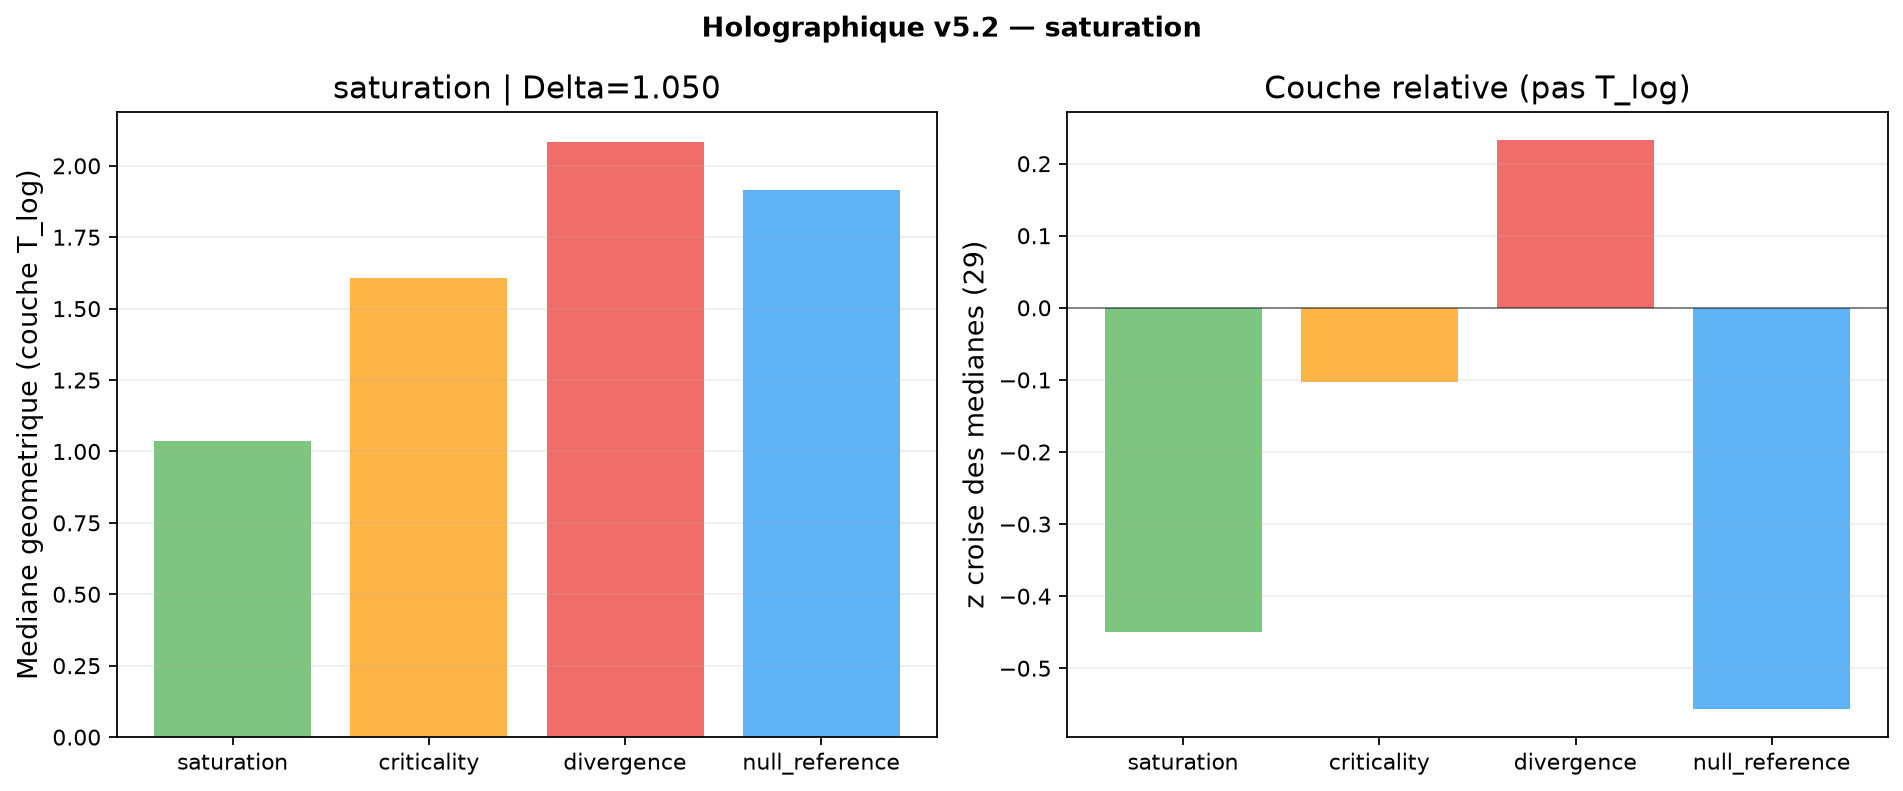 Holographique v5.2 — saturation
saturation | Delta=1.050
Mediane geometrique (couche T_log)
2.00
1.75
1.50
1.25
1.00
0.75
0.50
0.25
0.00
saturation
criticality
divergence
null_reference
Couche relative (pas T_log)
z croise des medianes (29)
0.2
0.1
0.0
−0.1
−0.2
−0.3
−0.4
−0.5
saturation
criticality
divergence
null_reference